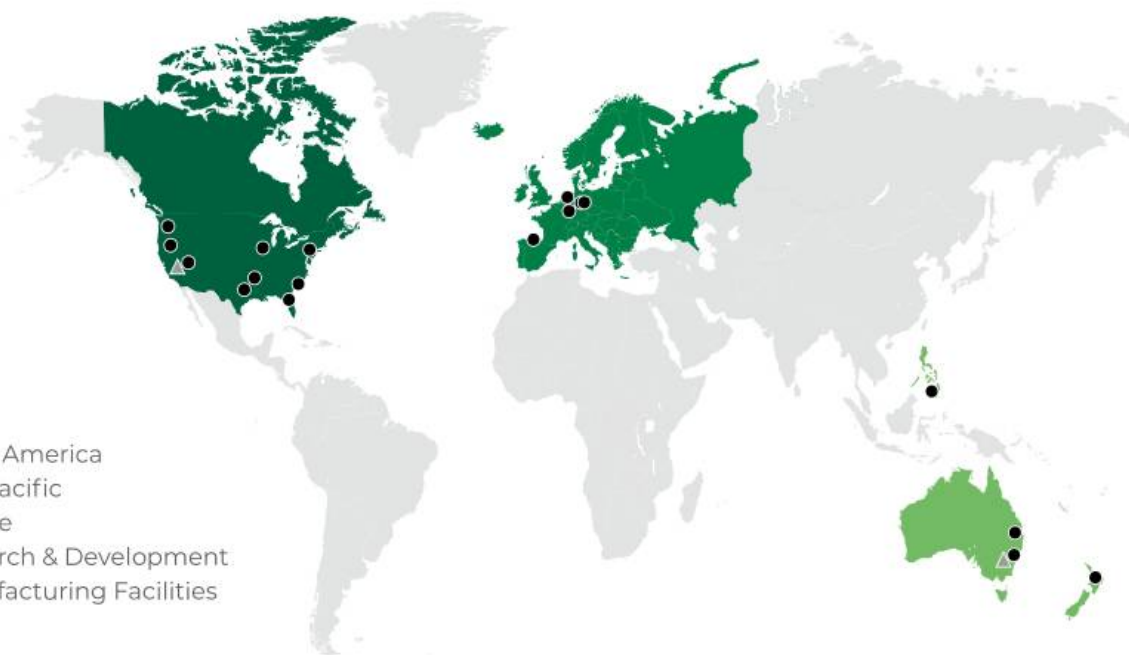 America
acific
e
rch & Development
facturing Facilities